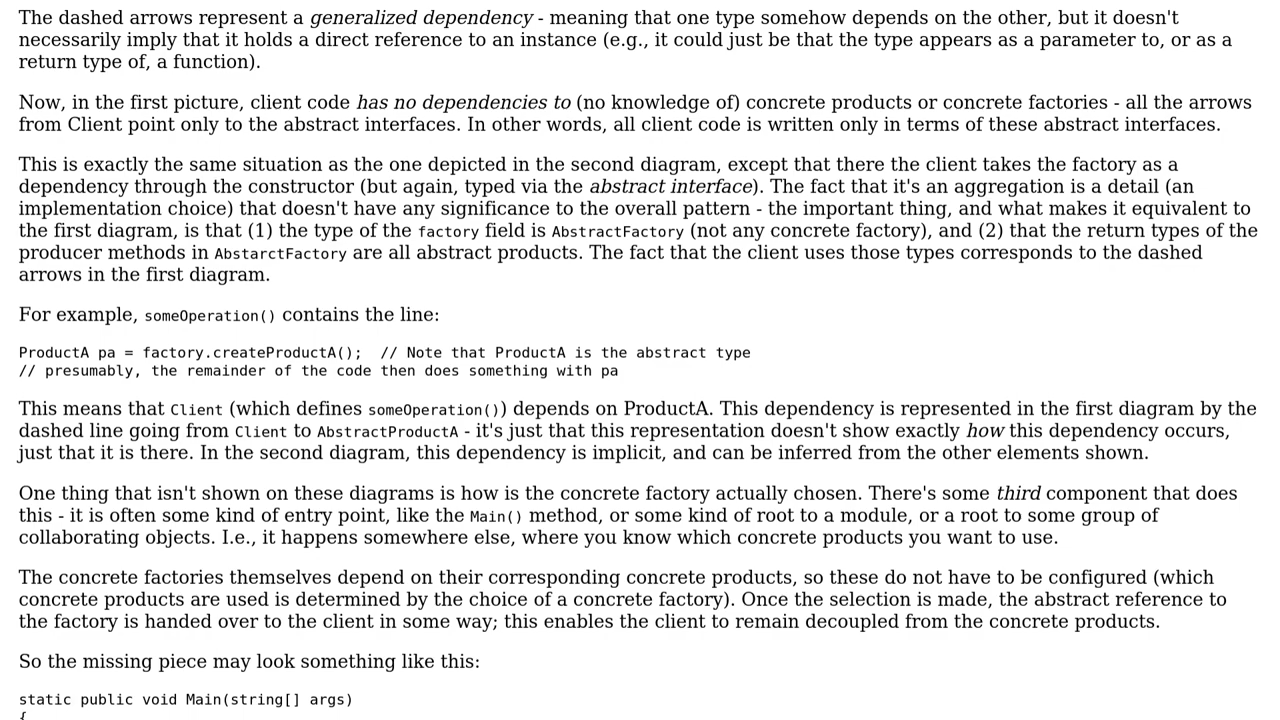 The dashed arrows represent a generalized dependency - meaning that one type somehow depends on the other, but it doesn't
necessarily imply that it holds a direct reference to an instance (e.g., it could just be that the type appears as a parameter to, or as a
return type of, a function).
Now, in the first picture, client code has no dependencies to (no knowledge of) concrete products or concrete factories - all the arrows
from Client point only to the abstract interfaces. In other words, all client code is written only in terms of these abstract interfaces.
This is exactly the same situation as the one depicted in the second diagram, except that there the client takes the factory as a
dependency through the constructor (but again, typed via the abstract interface). The fact that it's an aggregation is a detail (an
implementation choice) that doesn't have any significance to the overall pattern - the important thing, and what makes it equivalent to
the first diagram, is that (1) the type of the factory field is AbstractFactory (not any concrete factory), and (2) that the return types of the
producer methods in AbstarctFactory are all abstract products. The fact that the client uses those types corresponds to the dashed
arrows in the first diagram.
For example, someOperation() contains the line:
ProductA pa = factory.createProductA();  // Note that ProductA is the abstract type
// presumably, the remainder of the code then does something with pa
This means that Client (which defines someOperation()) depends on ProductA. This dependency is represented in the first diagram by the
dashed line going from Client to AbstractProductA - it's just that this representation doesn't show exactly how this dependency occurs,
just that it is there. In the second diagram, this dependency is implicit, and can be inferred from the other elements shown.
One thing that isn't shown on these diagrams is how is the concrete factory actually chosen. There's some third component that does
this - it is often some kind of entry point, like the Main() method, or some kind of root to a module, or a root to some group of
collaborating objects. I.e., it happens somewhere else, where you know which concrete products you want to use.
The concrete factories themselves depend on their corresponding concrete products, so these do not have to be configured (which
concrete products are used is determined by the choice of a concrete factory). Once the selection is made, the abstract reference to
the factory is handed over to the client in some way; this enables the client to remain decoupled from the concrete products.
So the missing piece may look something like this:
static public void Main(string[] args)
{